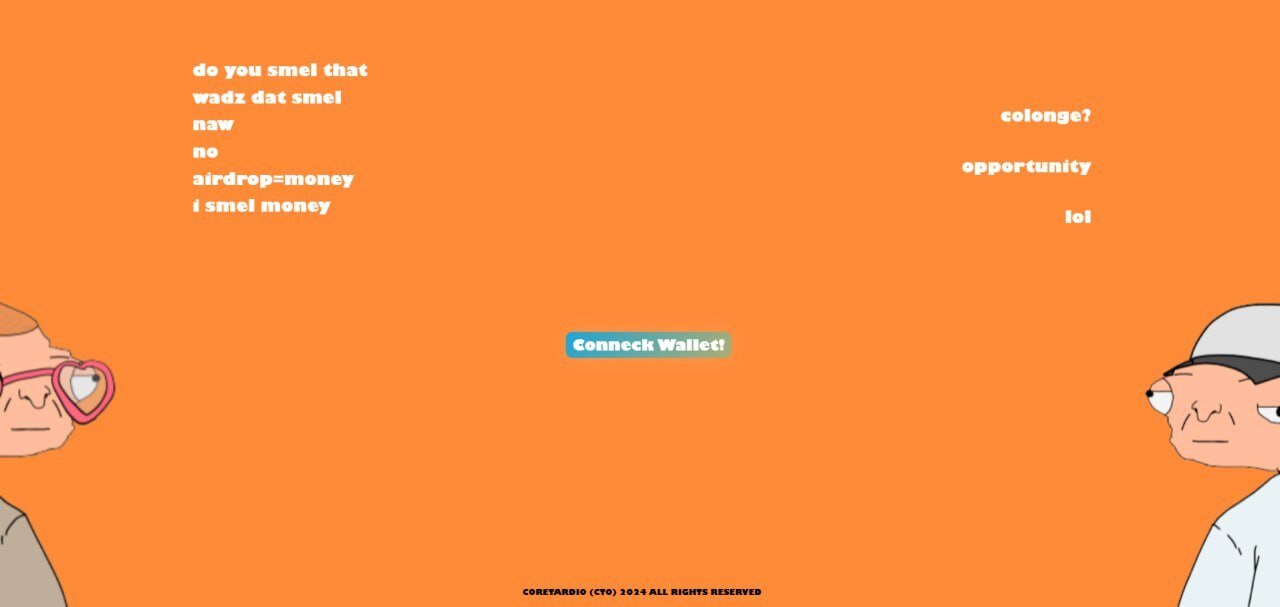 do you smel that
wadz dat smel
naw
no
airdrop=money
i smel money
colonge?
opportunity
lol
Conneck Wallet!
CORETARDIO (CTO) 2024 ALL RIGHTS RESERVED